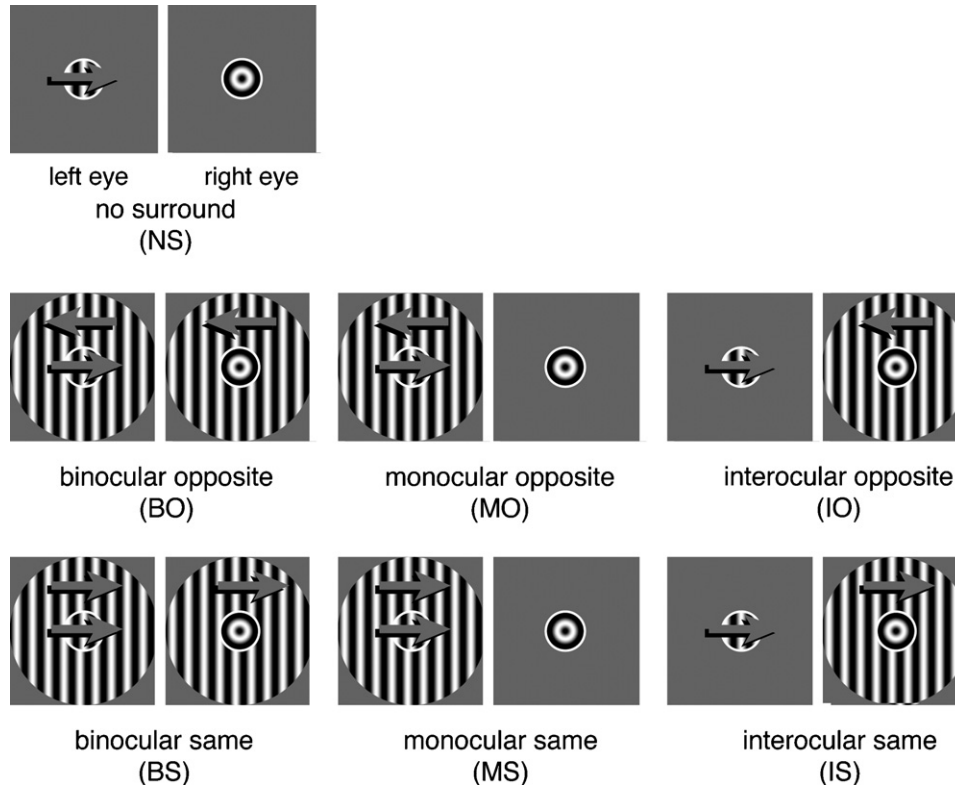 left eye
right eye
no surround
(NS)
binocular opposite
(BO)
monocular opposite
(MO)
interocular opposite
(IO)
binocular same
(BS)
monocular same
(MS)
interocular same
(IS)